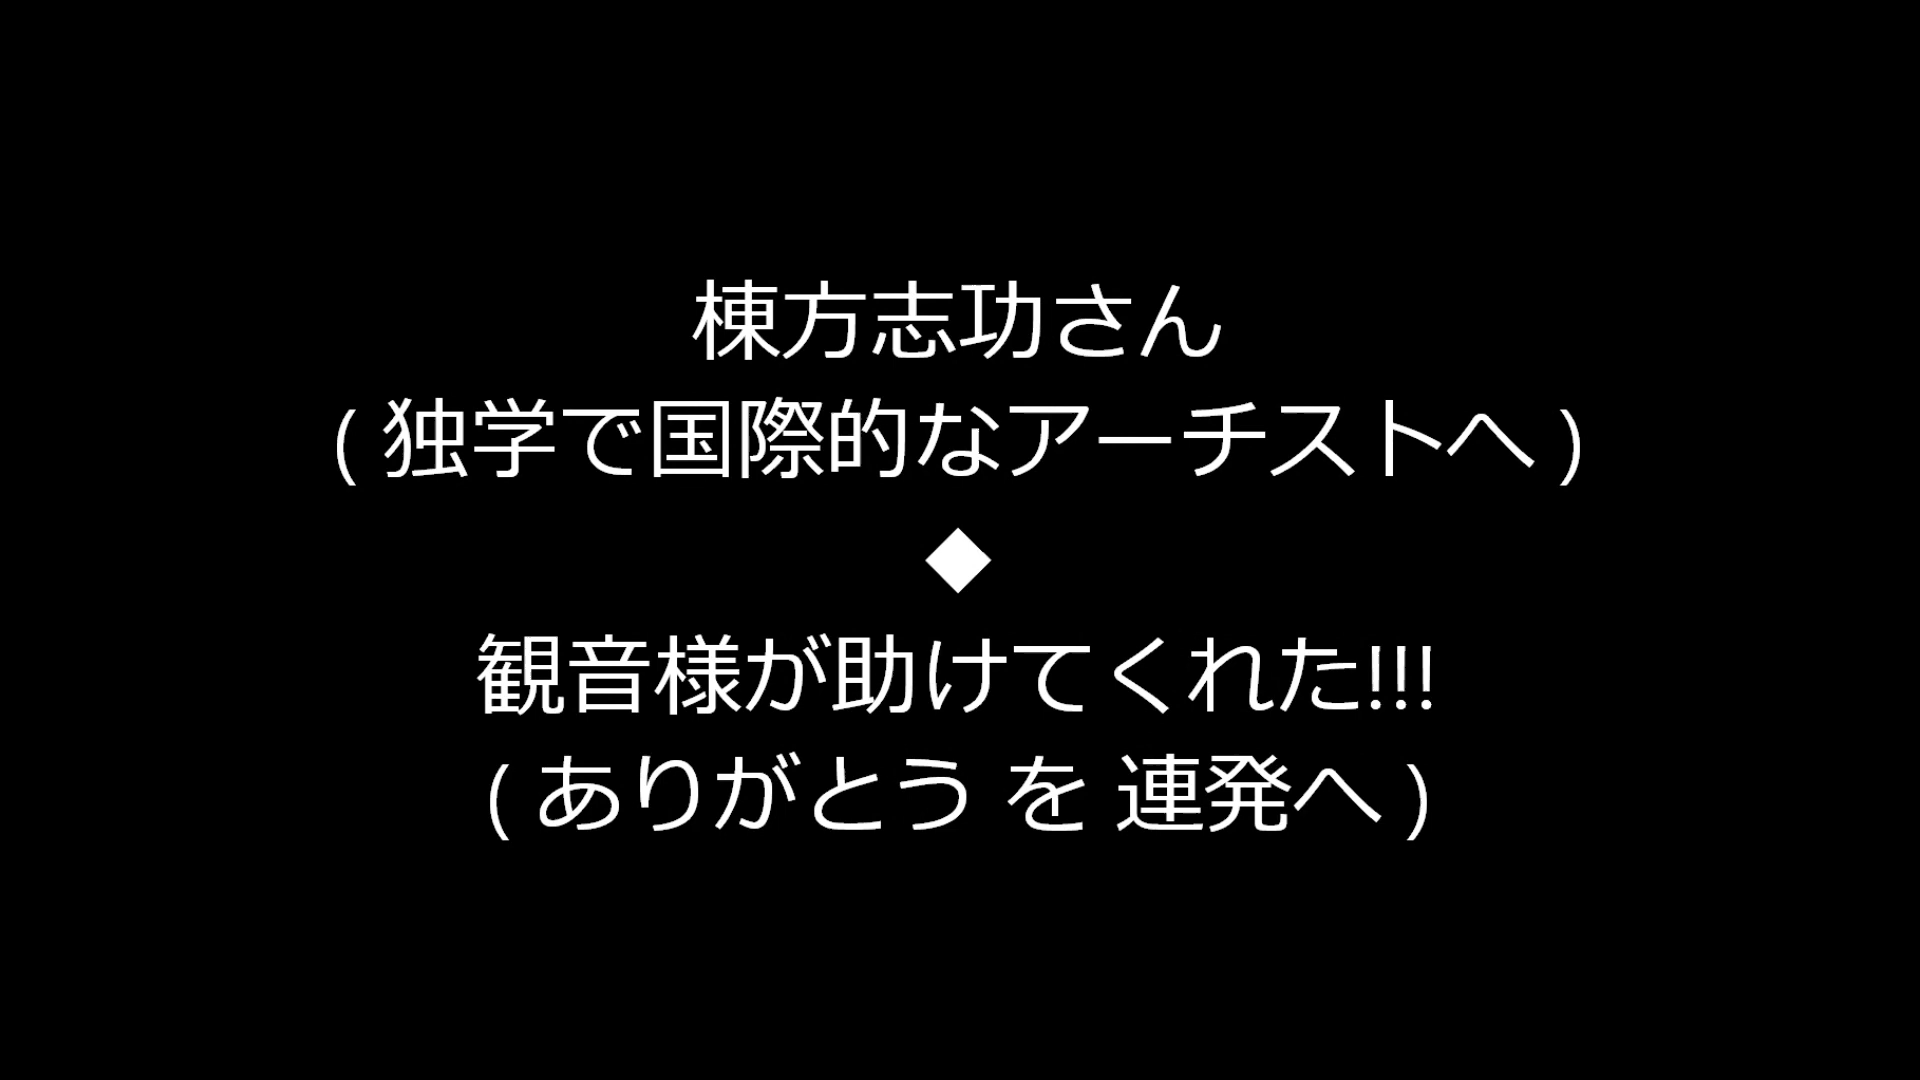 棟方志功さん
( 独学で国際的なアーチストへ )
◆
観音様が助けてくれた!!!
( ありがとう を 連発へ )